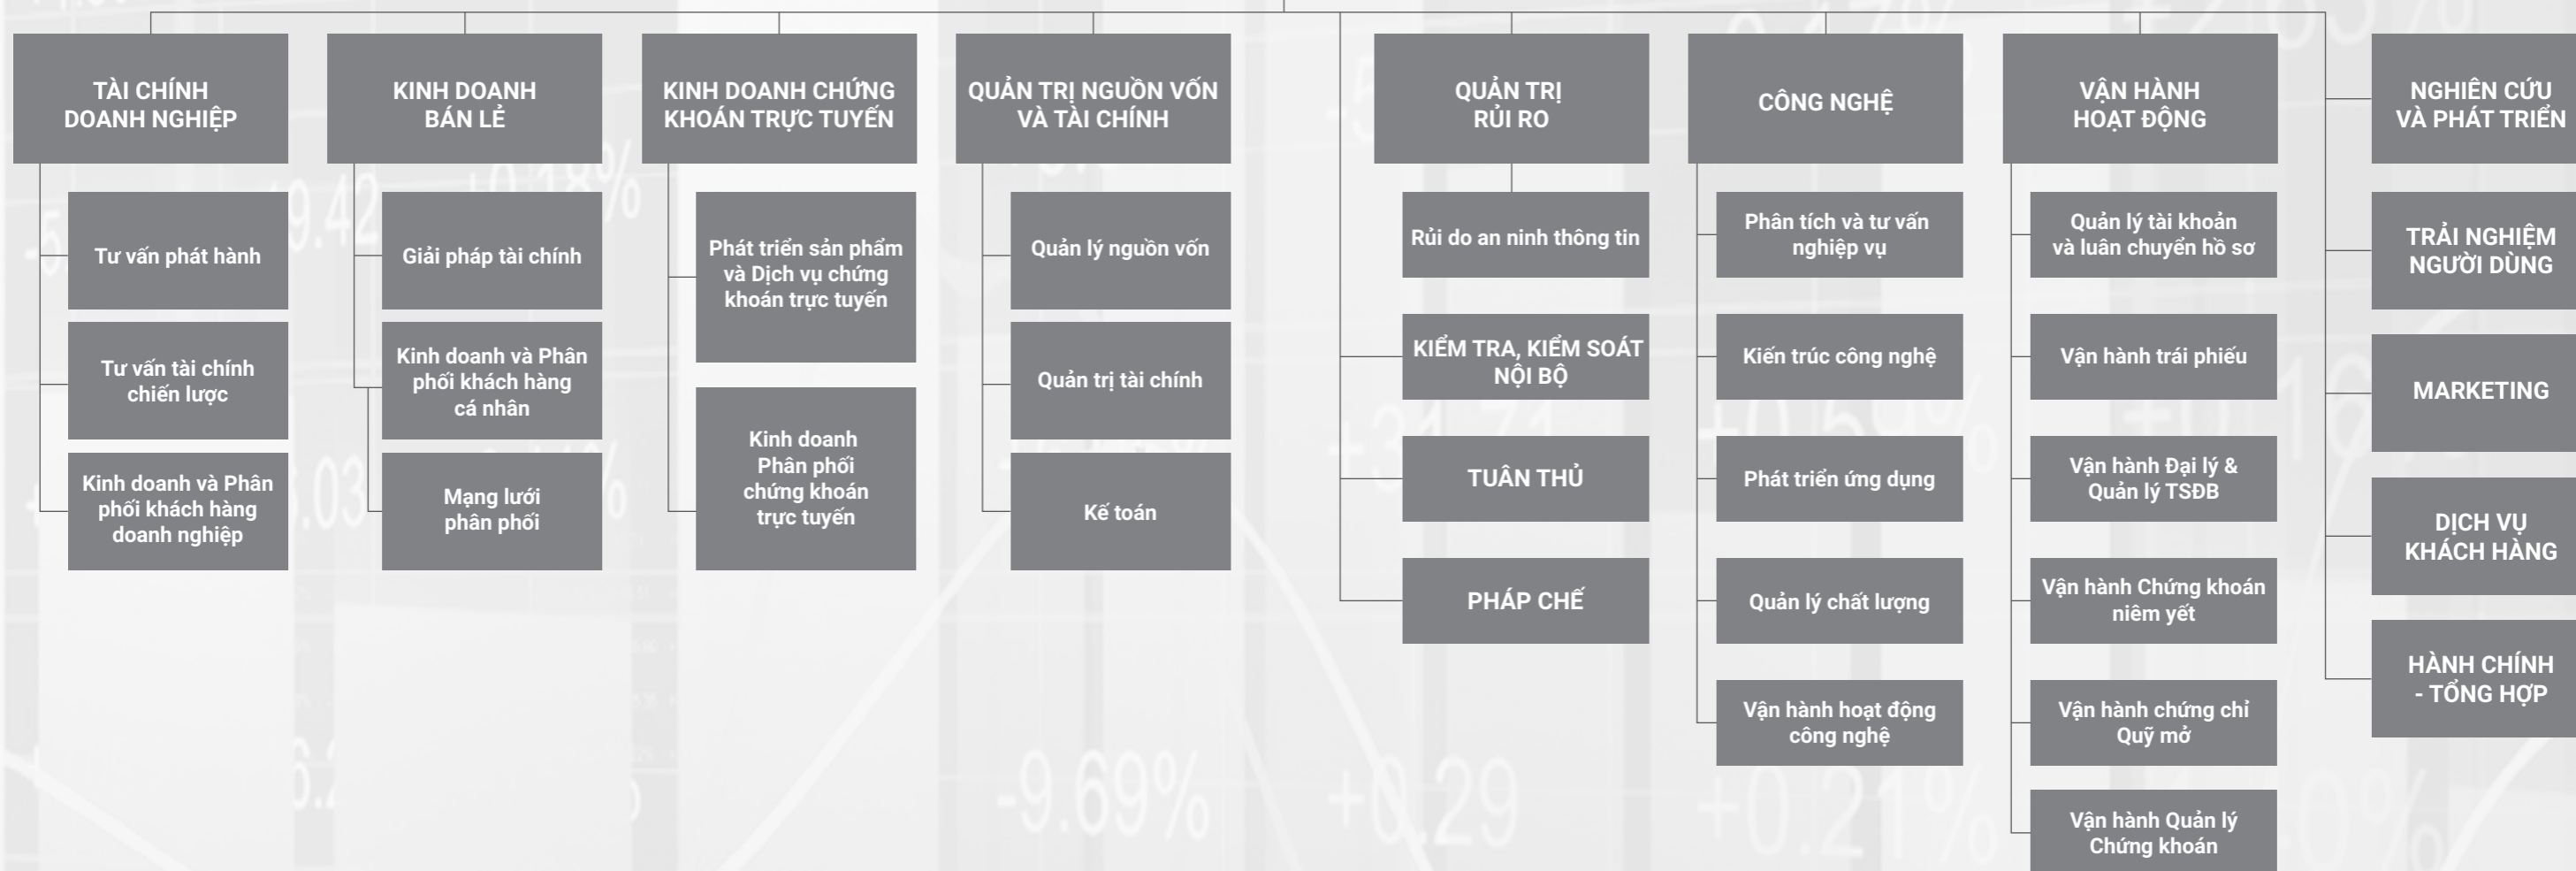 TÀI CHÍNH
DOANH NGHIỆP
Tư vấn phát hành
Tư vấn tài chính
chiến lược
Kinh doanh và Phân
phối khách hàng
doanh nghiệp
KINH DOANH
BÁN LẺ
Giải pháp tài chính
Kinh doanh và Phân
phối khách hàng
cá nhân
Mạng lưới
phân phối
KINH DOANH CHỨNG
KHOÁN TRỰC TUYẾN
Phát triển sản phẩm
và Dịch vụ chứng
khoán trực tuyến
Kinh doanh
Phân phối
chứng khoán
trực tuyến
QUẢN TRỊ NGUỒN VỐN
VÀ TÀI CHÍNH
Quản lý nguồn vốn
Quản trị tài chính
Kế toán
QUẢN TRỊ
RỦI RO
Rủi do an ninh thông tin
KIỂM TRA, KIỂM SOÁT
NỘI BỘ
TUÂN THỦ
PHÁP CHẾ
CÔNG NGHỆ
Phân tích và tư vấn
nghiệp vụ
Kiến trúc công nghệ
Phát triển ứng dụng
Quản lý chất lượng
Vận hành hoạt động
công nghệ
VẬN HÀNH
HOẠT ĐỘNG
Quản lý tài khoản
và luân chuyển hồ sơ
Vận hành trái phiếu
Vận hành Đại lý &
Quản lý TSĐB
Vận hành Chứng khoán
niêm yết
Vận hành chứng chỉ
Quỹ mở
Vận hành Quản lý
Chứng khoán
NGHIÊN CỨU
VÀ PHÁT TRIỂN
TRẢI NGHIỆM
NGƯỜI DÙNG
MARKETING
DỊCH VỤ
KHÁCH HÀNG
HÀNH CHÍNH
- TỔNG HỢP
-9.69%
+0.29
+0.21%